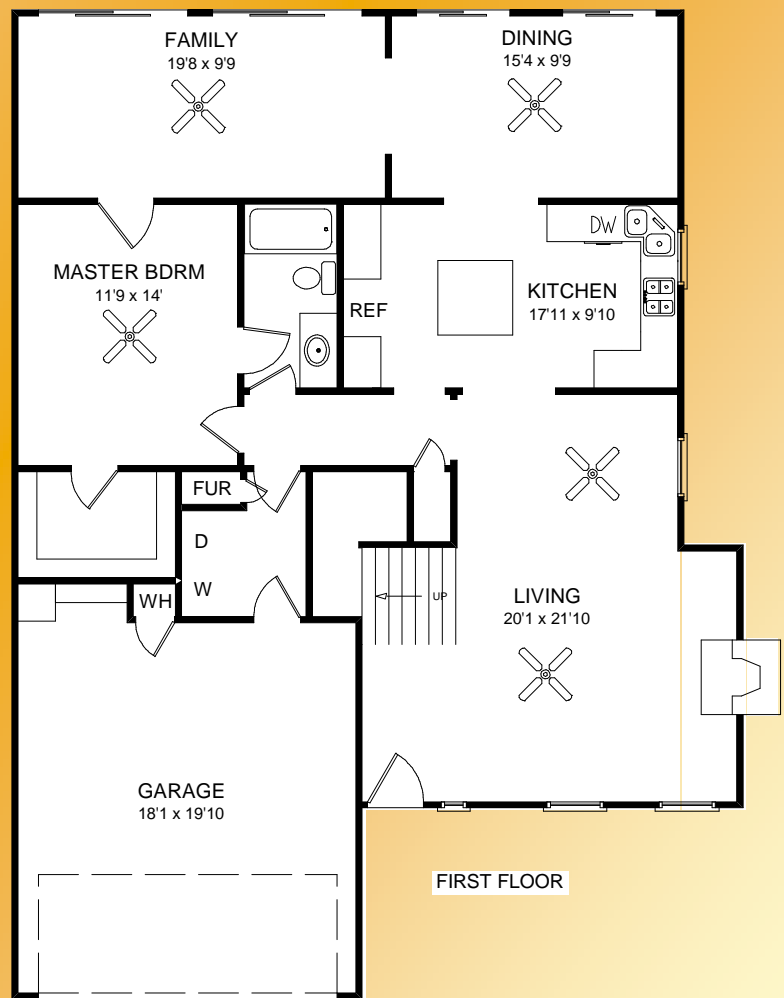 FAMILY
19'8 x 9'9
DINING
15'4 x 9'9
DW
MASTER BDRM
11'9 x 14'
KITCHEN
17'11 x 9'10
REF
FUR
D
W
WH
UP
LIVING
20'1 x 21'10
GARAGE
18'1 x 19'10
FIRST FLOOR